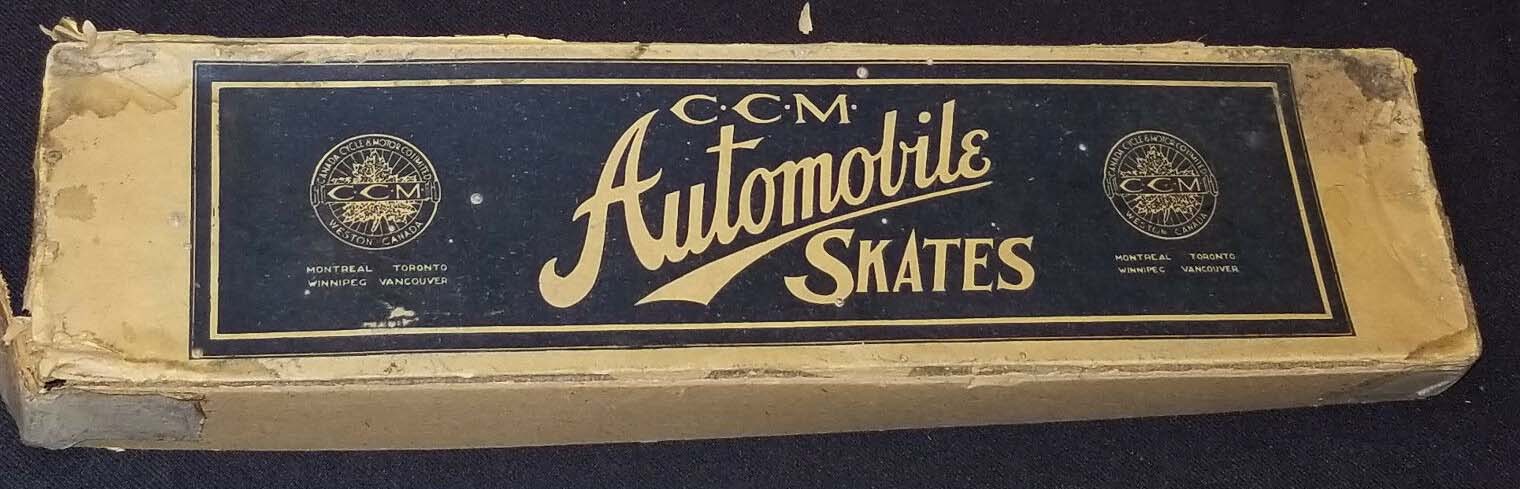 C·C·M·
Automobile
SKATES
CANADA CYCLE & MOTOR CO LIMITED
C·C·M
WESTON CANADA
MONTREAL TORONTO
WINNIPEG VANCOUVER
CANADA CYCLE & MOTOR CO LIMITED
C·C·M
WESTON CANADA
MONTREAL TORONTO
WINNIPEG VANCOUVER